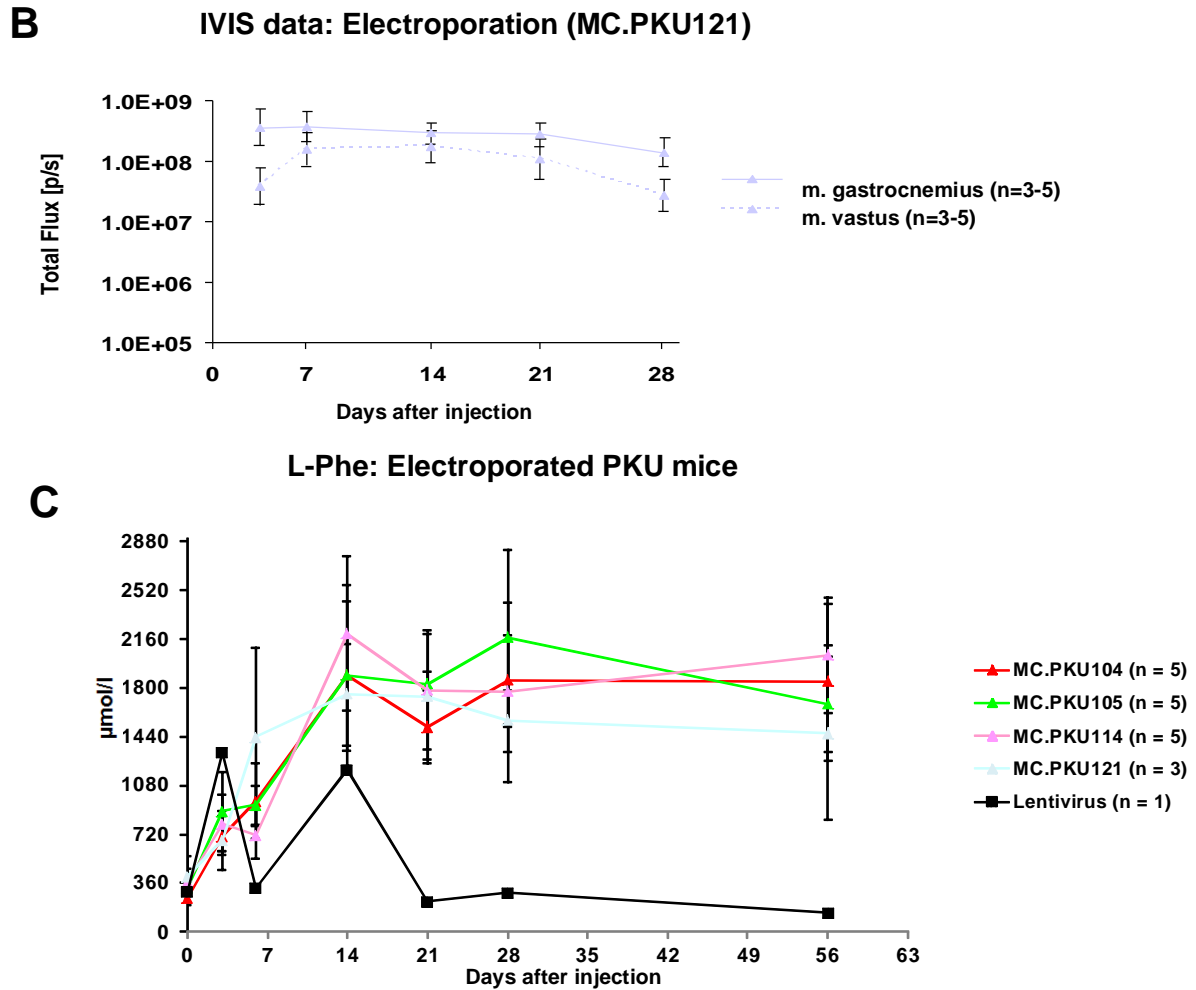 B
IVIS data: Electroporation (MC.PKU121)
1.0E+09
1.0E+08
1.0E+07
1.0E+06
1.0E+05
Total Flux [p/s]
0 7 14 21 28
Days after injection
m. gastrocnemius (n=3-5)
m. vastus (n=3-5)
L-Phe: Electroporated PKU mice
C
2880
2520
2160
1800
1440
1080
720
360
0
µmol/l
0 7 14 21 28 35 42 49 56 63
Days after injection
MC.PKU104 (n = 5)
MC.PKU105 (n = 5)
MC.PKU114 (n = 5)
MC.PKU121 (n = 3)
Lentivirus (n = 1)